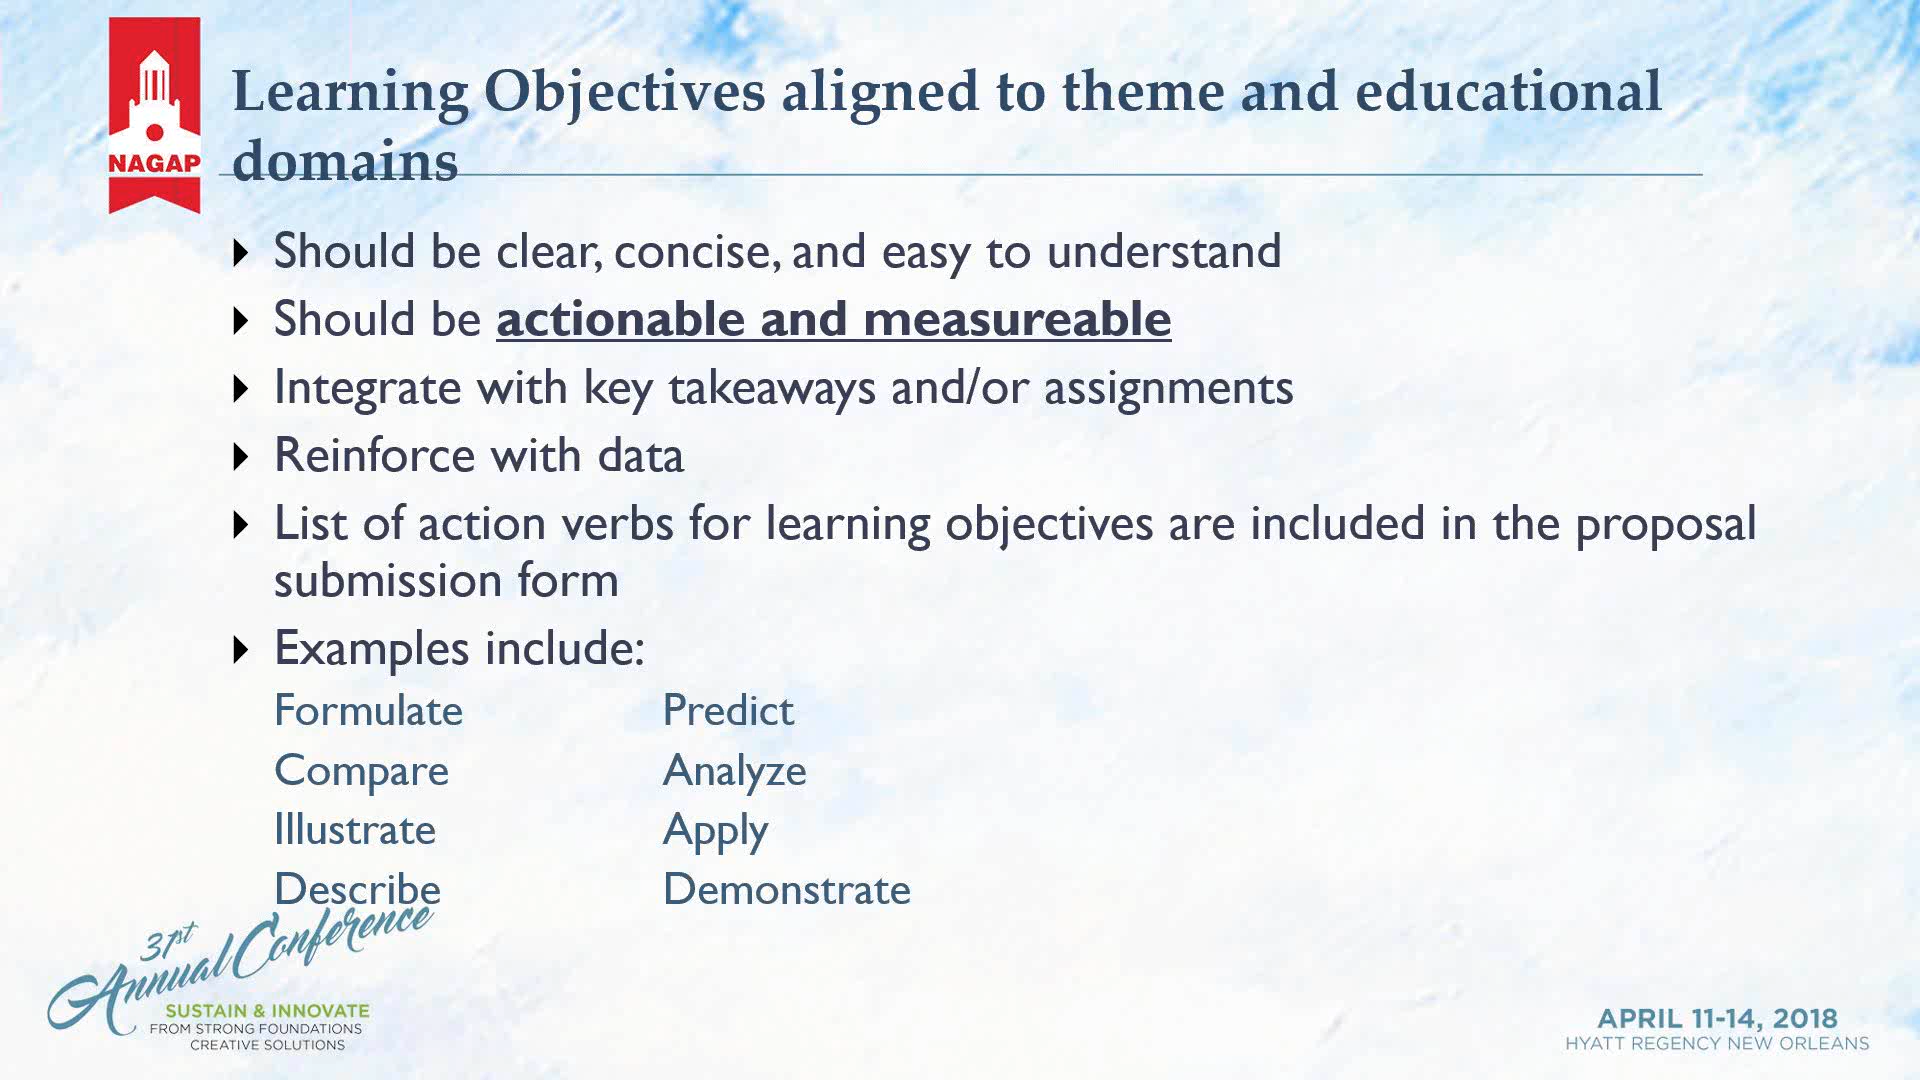 NAGAP
Learning Objectives aligned to theme and educational
domains
Should be clear, concise, and easy to understand
Should be actionable and measureable
Integrate with key takeaways and/or assignments
Reinforce with data
List of action verbs for learning objectives are included in the proposal
submission form
Examples include:
Formulate Predict
Compare Analyze
Illustrate Apply
Describe Demonstrate
31st
Annual Conference
SUSTAIN & INNOVATE
FROM STRONG FOUNDATIONS
CREATIVE SOLUTIONS
APRIL 11-14, 2018
HYATT REGENCY NEW ORLEANS